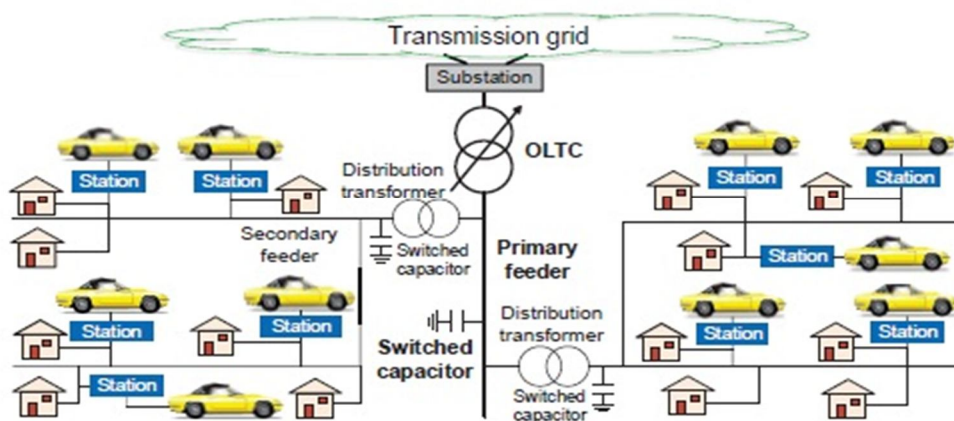 Transmission grid
Substation
OLTC
Station
Station
Distribution
transformer
Station
Station
Secondary
feeder
Switched
capacitor
Primary
feeder
Station
Station
Station
Switched
capacitor
Distribution
transformer
Station
Station
Station
Switched
capacitor